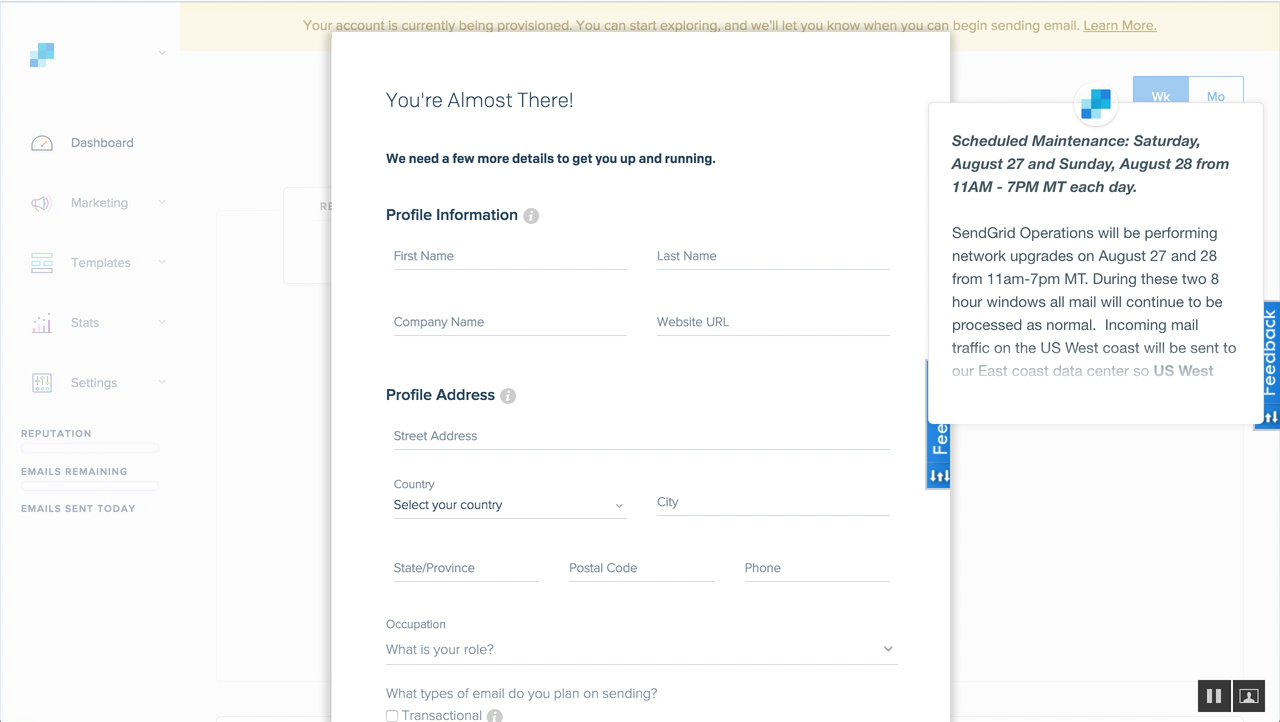 Your account is currently being provisioned. You can start exploring, and we'll let you know when you can begin sending email. Learn More.
Dashboard
Marketing
Templates
Stats
Settings
REPUTATION
EMAILS REMAINING
EMAILS SENT TODAY
RE
You're Almost There!
We need a few more details to get you up and running.
Profile Information i
First Name Last Name
Company Name Website URL
Profile Address i
Street Address
Country
Select your country
City
State/Province Postal Code Phone
Occupation
What is your role?
What types of email do you plan on sending?
Transactional i
Wk Mo
Scheduled Maintenance: Saturday,
August 27 and Sunday, August 28 from
11AM - 7PM MT each day.
SendGrid Operations will be performing
network upgrades on August 27 and 28
from 11am-7pm MT. During these two 8
hour windows all mail will continue to be
processed as normal. Incoming mail
traffic on the US West coast will be sent to
our East coast data center so US West
Feedback
Fee